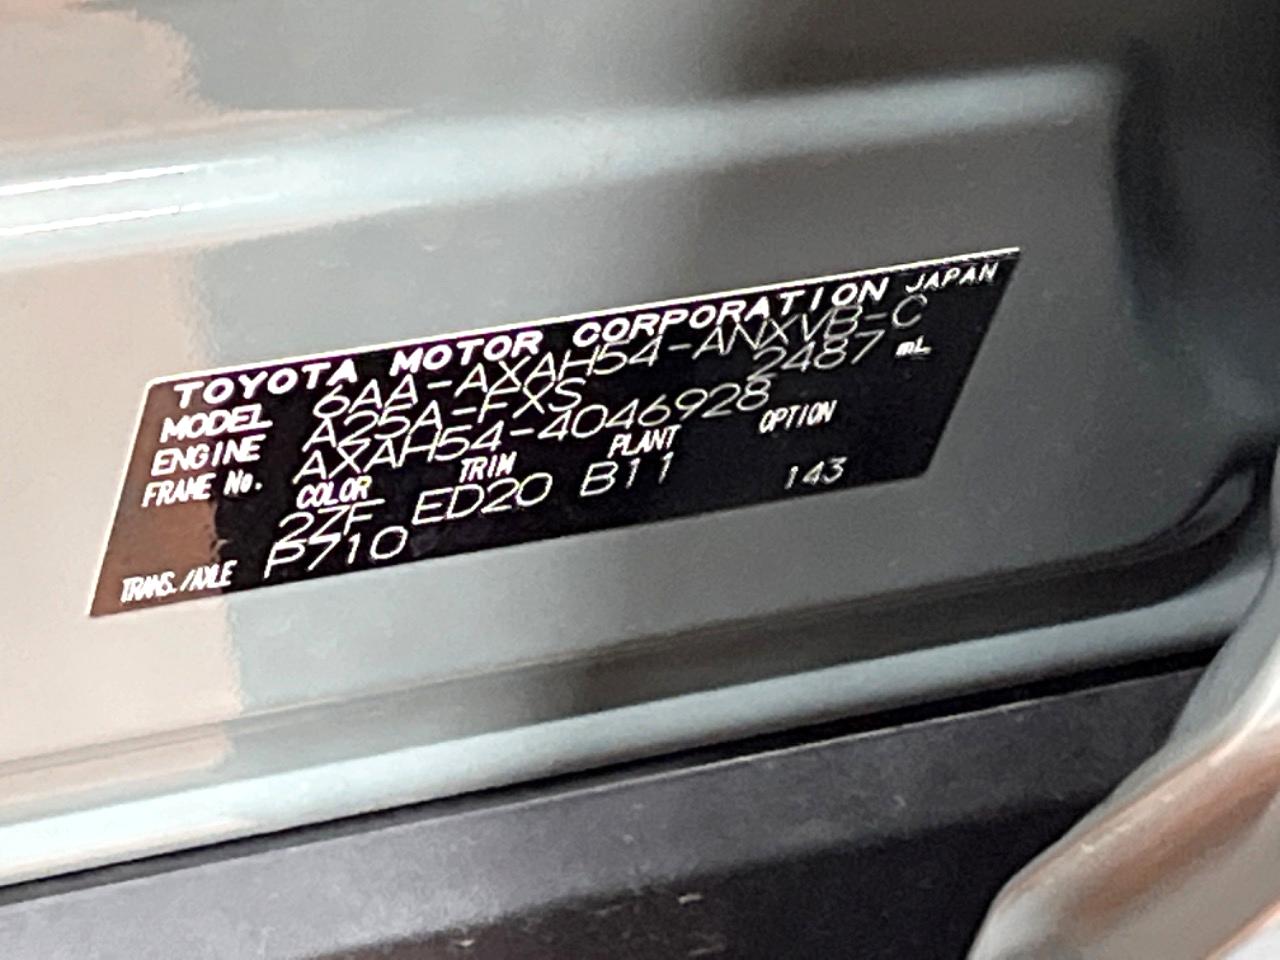 TOYOTA MOTOR CORPORATION JAPAN
MODEL 6AA-AXAH54-ANXVB-C
ENGINE A25A-FXS 2487 mL
FRAME No. AXAH54-4046928
COLOR TRIM PLANT OPTION
2ZF ED20 B11 143
TRANS./AXLE P710